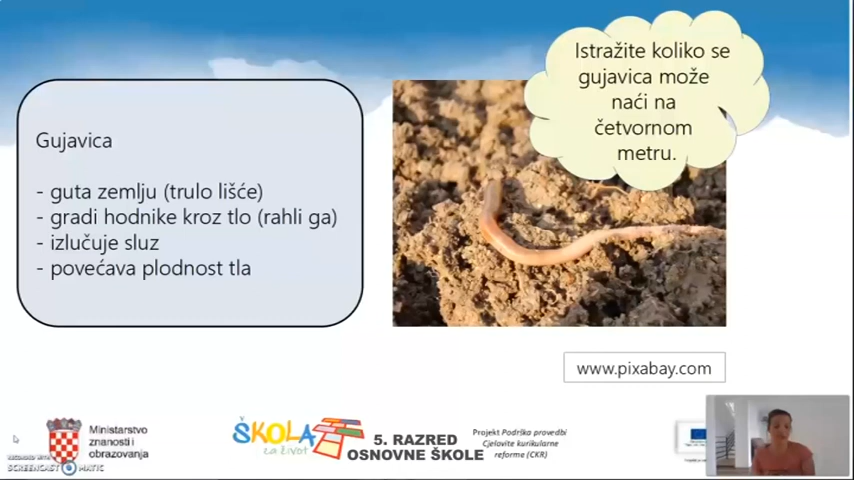 Istražite koliko se
gujavica može
naći na
četvornom
metru.
Gujavica
- guta zemlju (trulo lišće)
- gradi hodnike kroz tlo (rahli ga)
- izlučuje sluz
- povećava plodnost tla
www.pixabay.com
Ministarstvo
znanosti i
obrazovanja
ŠKOLA
za život
5. RAZRED
OSNOVNE ŠKOLE
Projekt Podrška provedbi
Cjelovite kurikularne
reforme (CKR)
RECORDED WITH
SCREENCAST MATIC